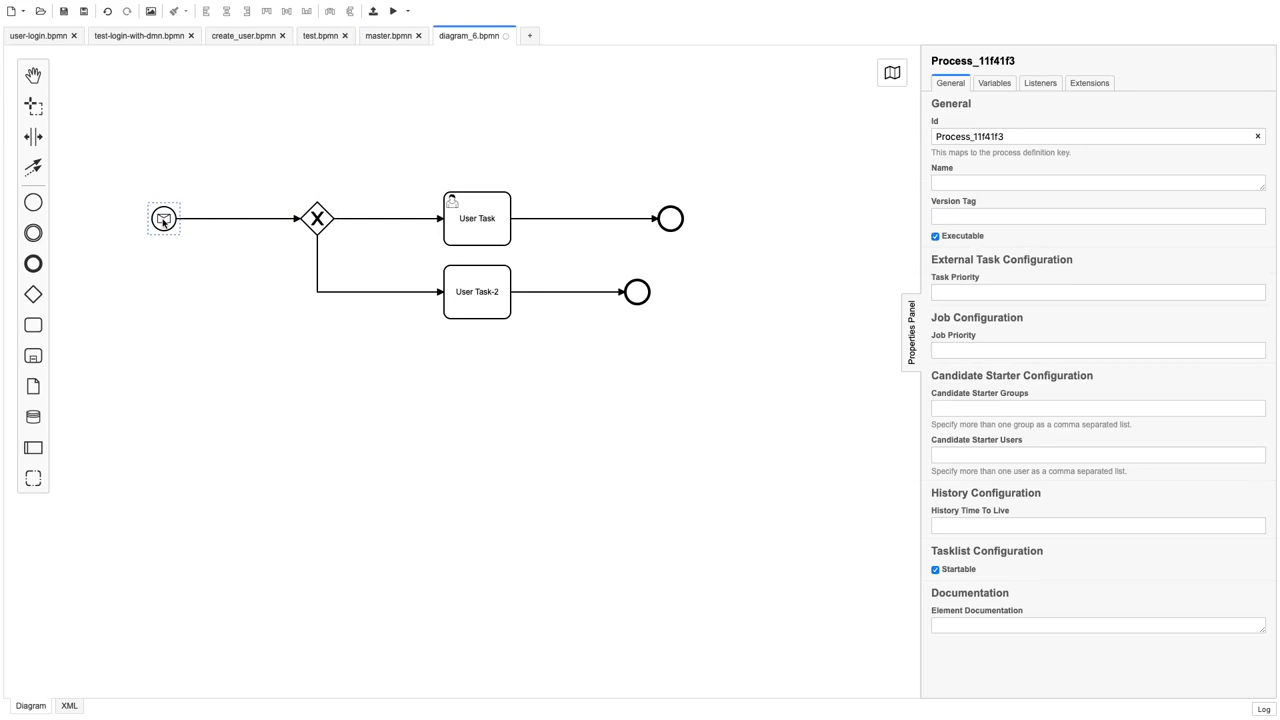 user-login.bpmn
test-login-with-dmn.bpmn
create_user.bpmn
test.bpmn
master.bpmn
diagram_6.bpmn
+
User Task
User Task-2
Properties Panel
Process_11f41f3
General
Variables
Listeners
Extensions
General
Id
Process_11f41f3
This maps to the process definition key.
Name
Version Tag
Executable
External Task Configuration
Task Priority
Job Configuration
Job Priority
Candidate Starter Configuration
Candidate Starter Groups
Specify more than one group as a comma separated list.
Candidate Starter Users
Specify more than one user as a comma separated list.
History Configuration
History Time To Live
Tasklist Configuration
Startable
Documentation
Element Documentation
Diagram
XML
Log